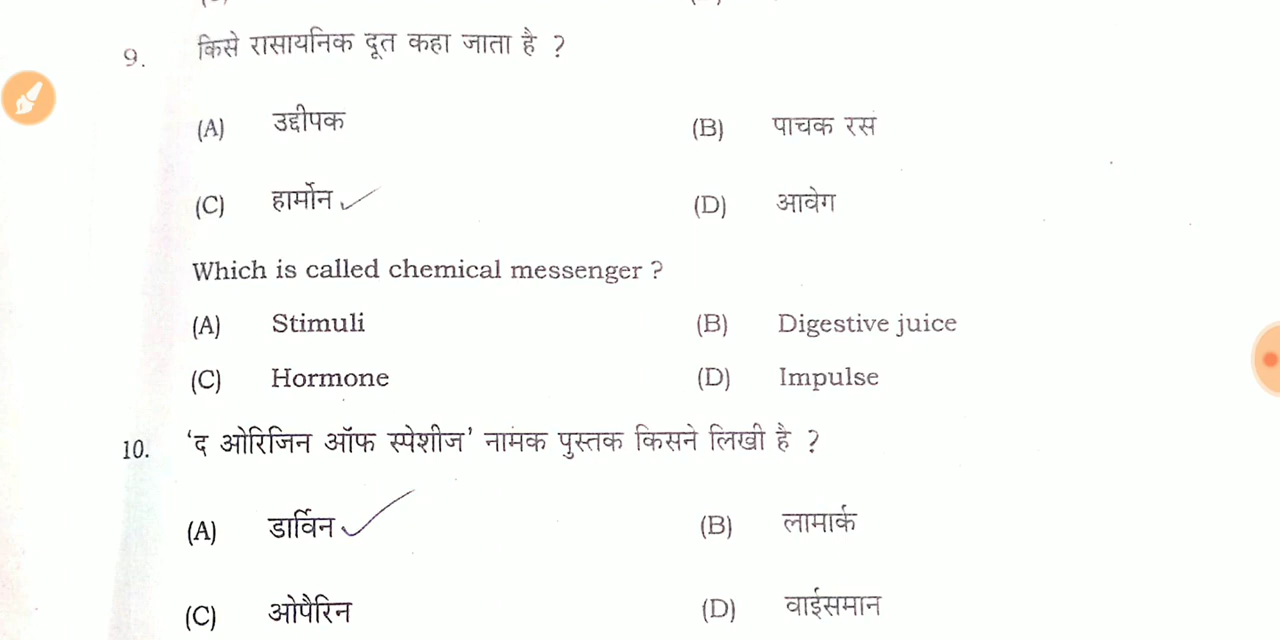 9. किसे रासायनिक दूत कहा जाता है ?
(A) उद्दीपक (B) पाचक रस
(C) हार्मोन (D) आवेग
Which is called chemical messenger ?
(A) Stimuli (B) Digestive juice
(C) Hormone (D) Impulse
10. ‘द ओरिजिन ऑफ स्पेशीज’ नामक पुस्तक किसने लिखी है ?
(A) डार्विन (B) लामार्क
(C) ओपैरिन (D) वाईसमान